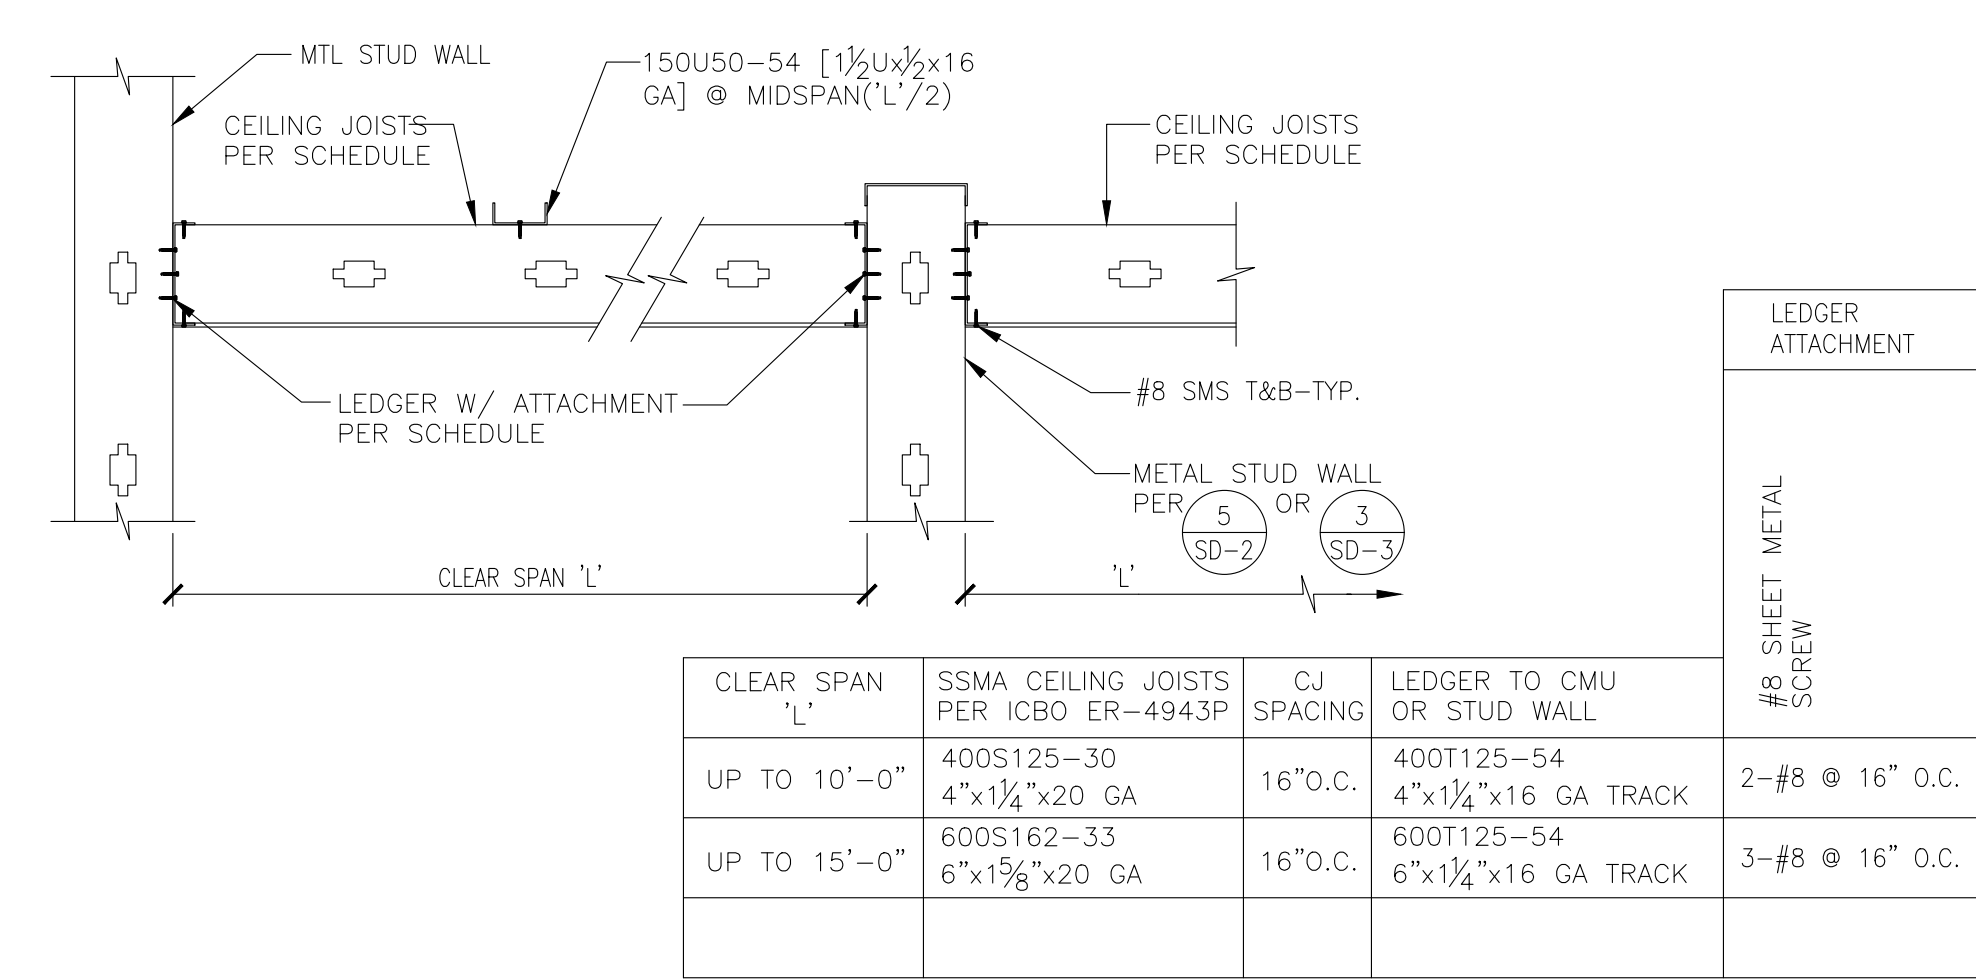 MTL STUD WALL
150U50-54 [1½Ux½x16
GA] @ MIDSPAN('L'/2)
CEILING JOISTS
PER SCHEDULE
CEILING JOISTS
PER SCHEDULE
LEDGER W/ ATTACHMENT
PER SCHEDULE
#8 SMS T&B-TYP.
METAL STUD WALL
PER 5 OR 3
SD-2 SD-3
CLEAR SPAN 'L'
'L'
LEDGER
ATTACHMENT
#8 SHEET METAL
SCREW
CLEAR SPAN
'L'
SSMA CEILING JOISTS
PER ICBO ER-4943P
CJ
SPACING
LEDGER TO CMU
OR STUD WALL
UP TO 10'-0"
400S125-30
4"x1¼"x20 GA
16"O.C.
400T125-54
4"x1¼"x16 GA TRACK
2-#8 @ 16" O.C.
UP TO 15'-0"
600S162-33
6"x1⅝"x20 GA
16"O.C.
600T125-54
6"x1¼"x16 GA TRACK
3-#8 @ 16" O.C.